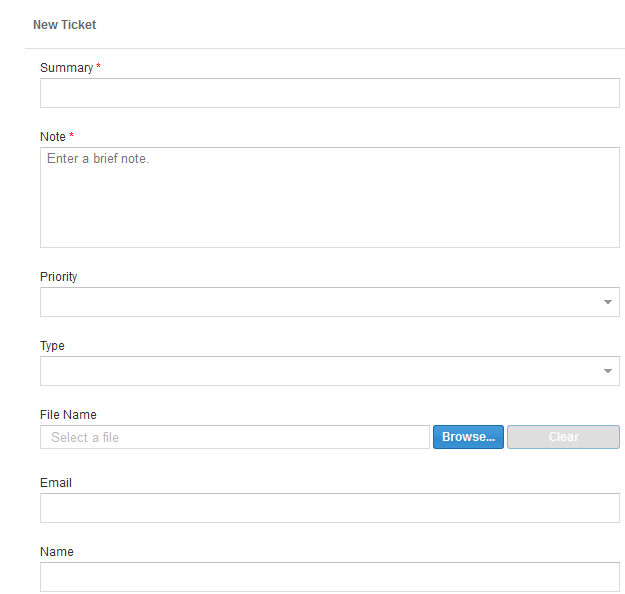 New Ticket
Summary *
Note *
Enter a brief note.
Priority
Type
File Name
Select a file Browse... Clear
Email
Name